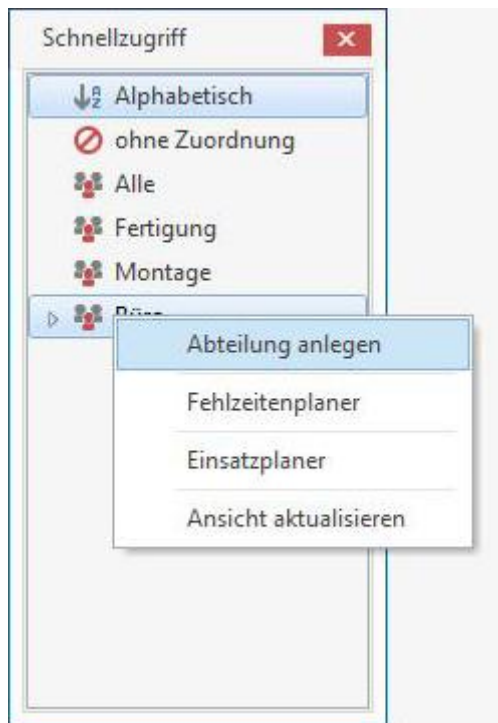 Schnellzugriff
Alphabetisch
ohne Zuordnung
Alle
Fertigung
Montage
Abteilung anlegen
Fehlzeitenplaner
Einsatzplaner
Ansicht aktualisieren